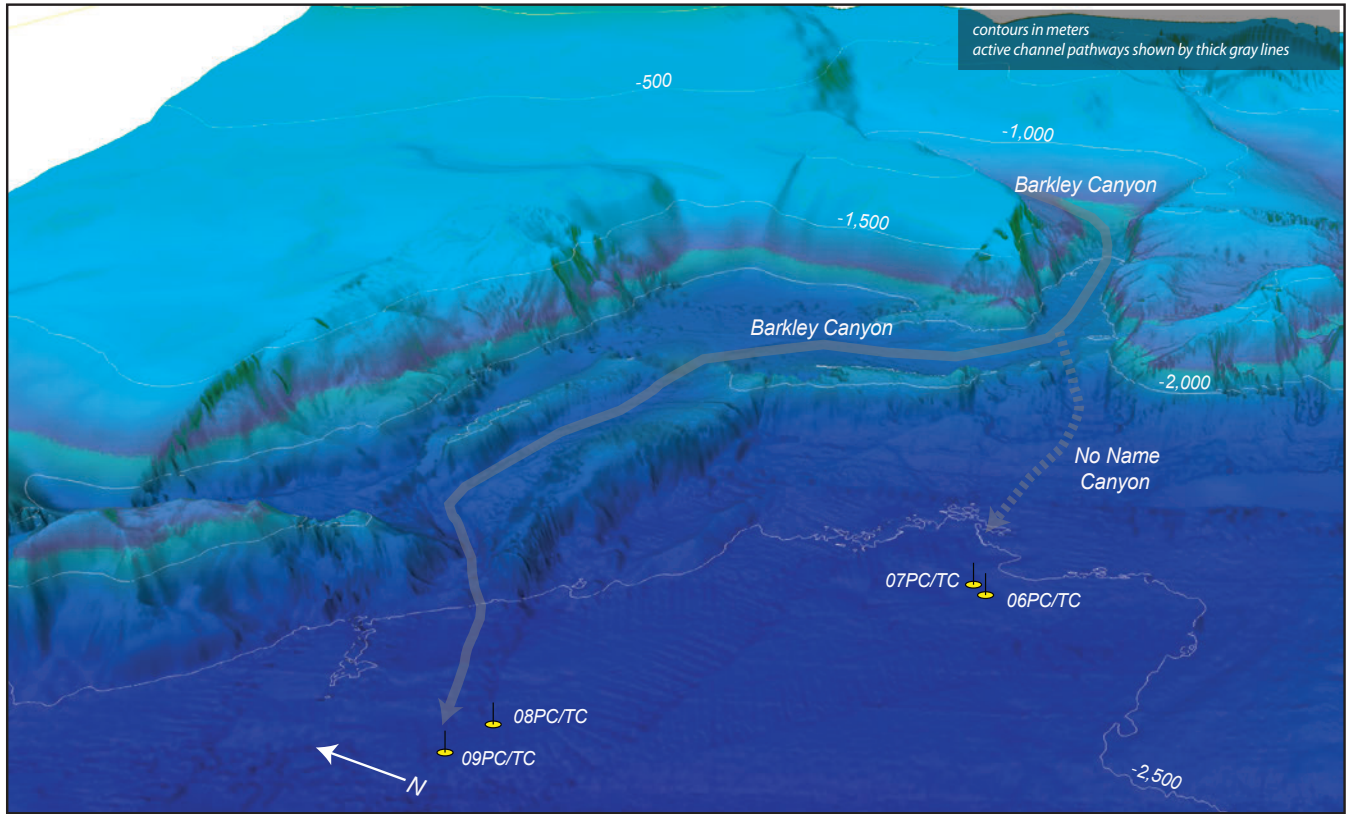 contours in meters
active channel pathways shown by thick gray lines
-500
-1,000
Barkley Canyon
-1,500
Barkley Canyon
-2,000
No Name
Canyon
07PC/TC
06PC/TC
08PC/TC
09PC/TC
N
-2,500